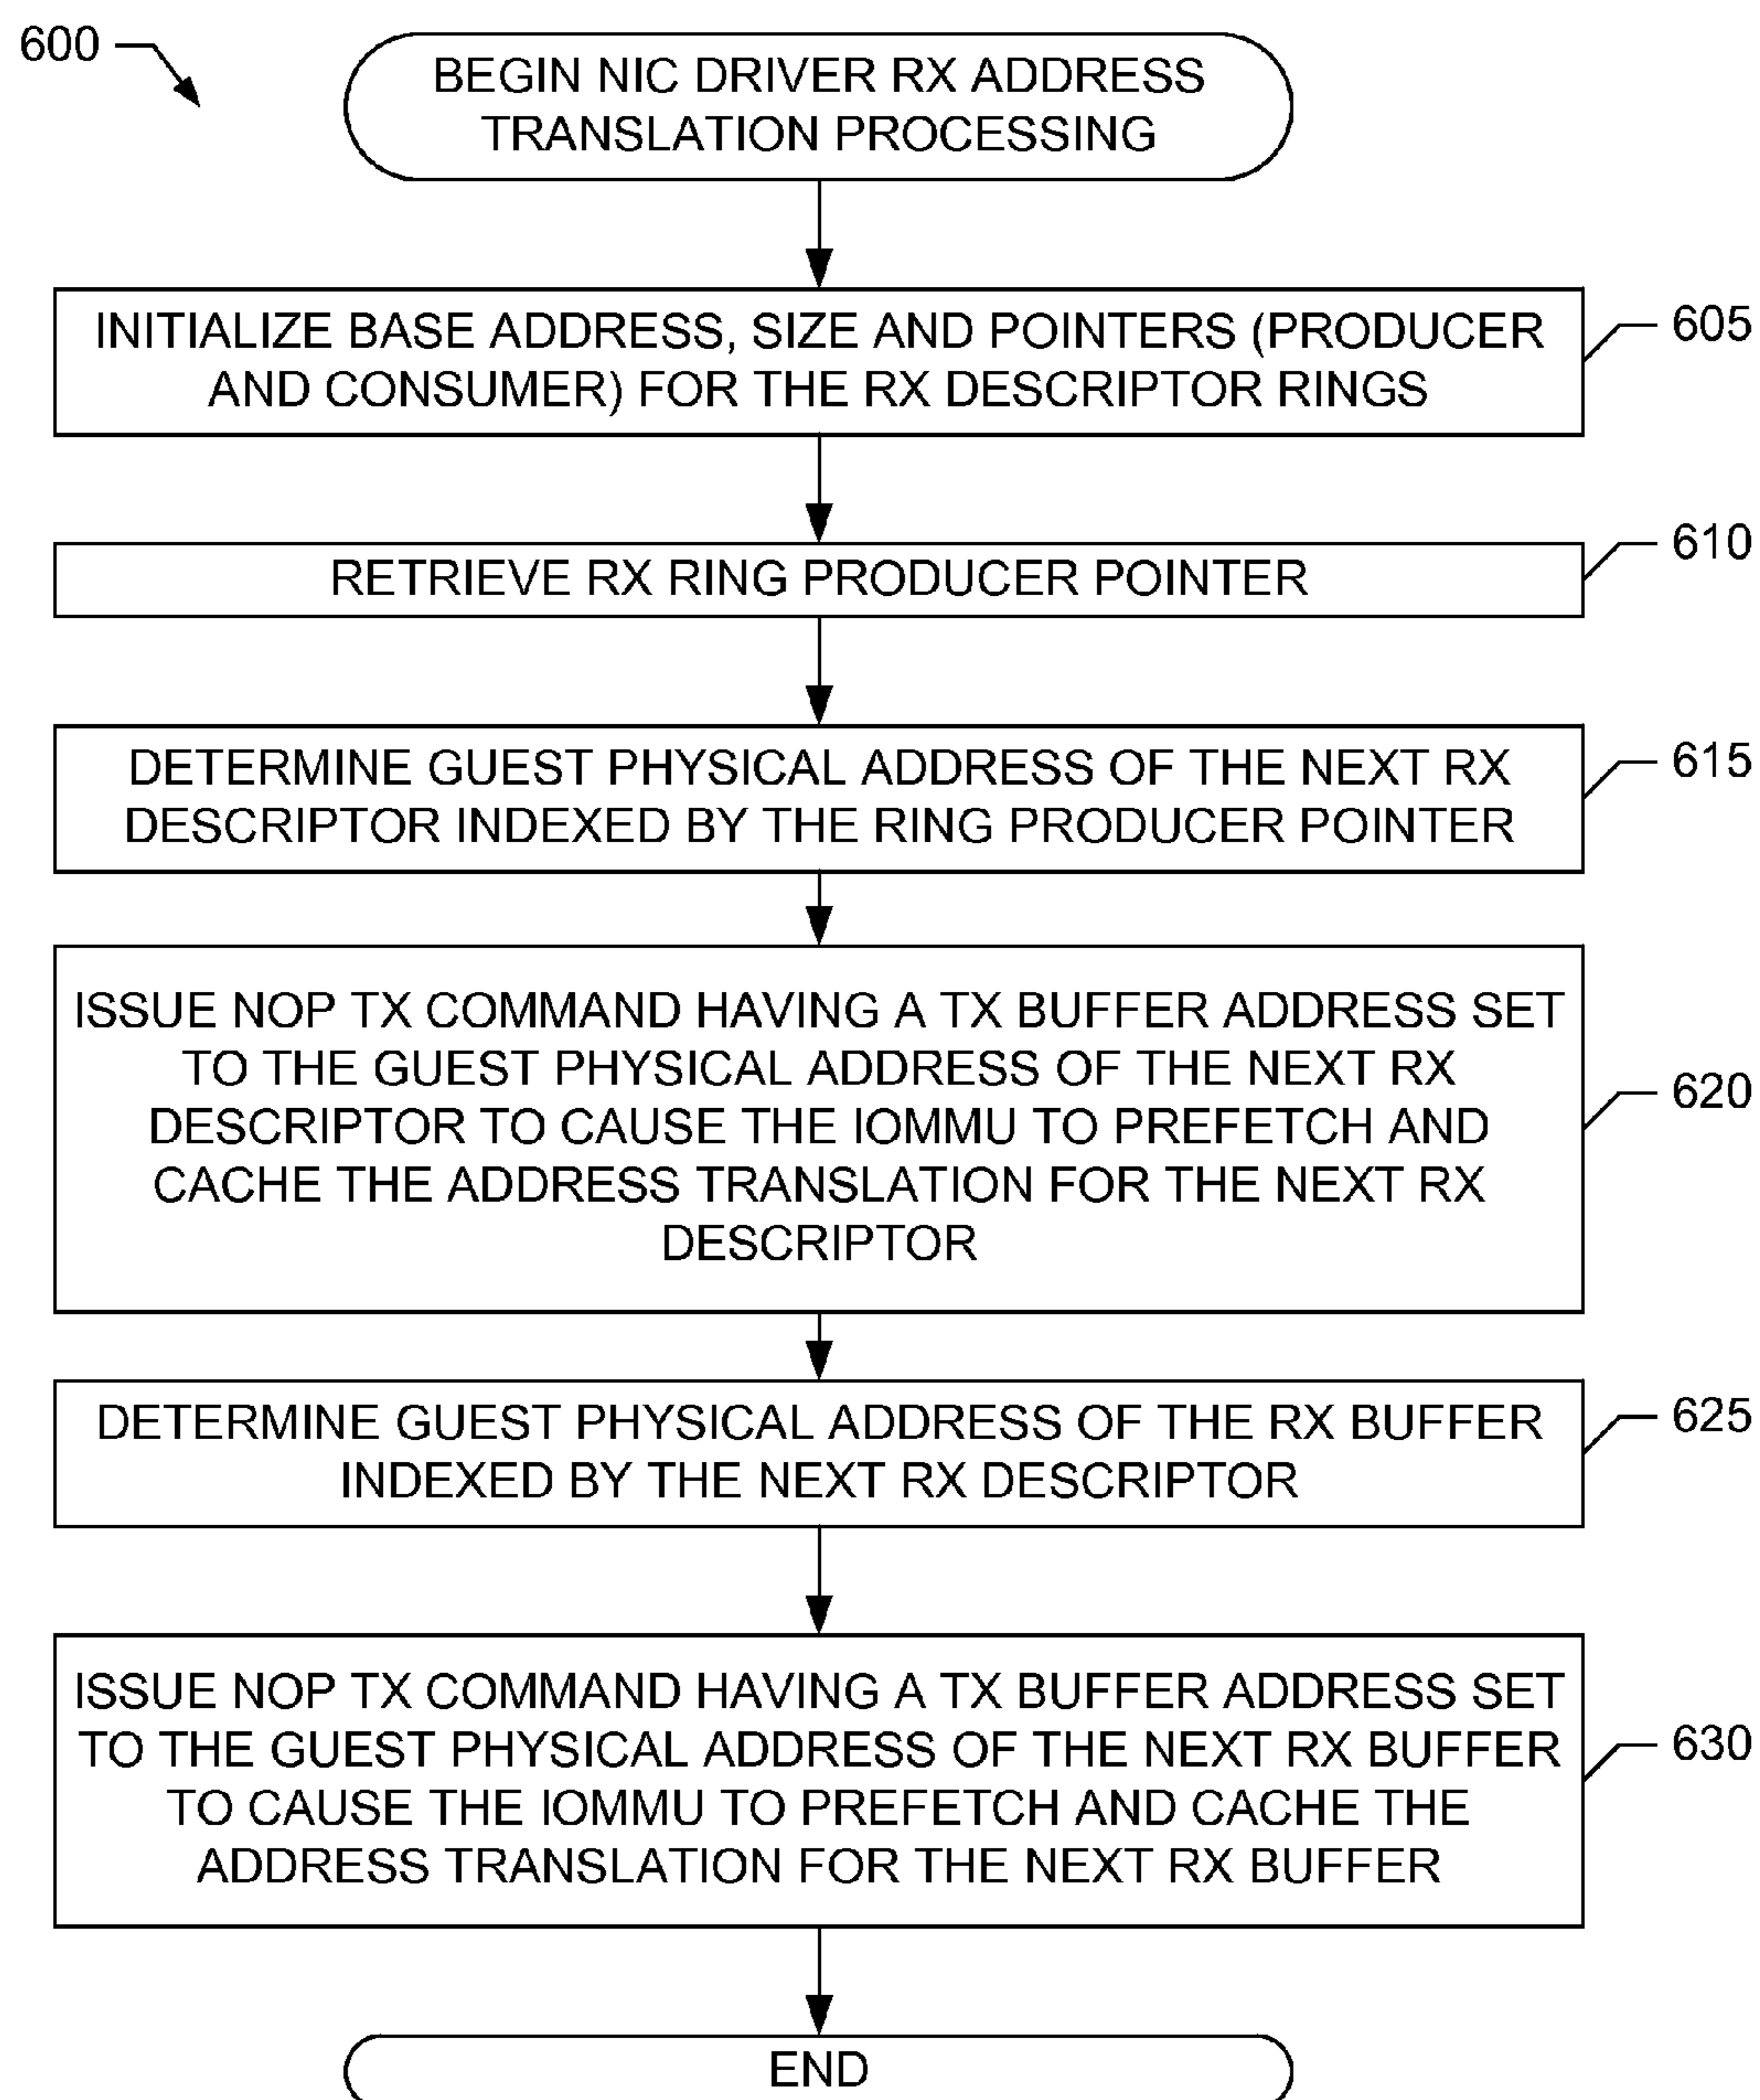 600
BEGIN NIC DRIVER RX ADDRESS
TRANSLATION PROCESSING
INITIALIZE BASE ADDRESS, SIZE AND POINTERS (PRODUCER
AND CONSUMER) FOR THE RX DESCRIPTOR RINGS
605
RETRIEVE RX RING PRODUCER POINTER
610
DETERMINE GUEST PHYSICAL ADDRESS OF THE NEXT RX
DESCRIPTOR INDEXED BY THE RING PRODUCER POINTER
615
ISSUE NOP TX COMMAND HAVING A TX BUFFER ADDRESS SET
TO THE GUEST PHYSICAL ADDRESS OF THE NEXT RX
DESCRIPTOR TO CAUSE THE IOMMU TO PREFETCH AND
CACHE THE ADDRESS TRANSLATION FOR THE NEXT RX
DESCRIPTOR
620
DETERMINE GUEST PHYSICAL ADDRESS OF THE RX BUFFER
INDEXED BY THE NEXT RX DESCRIPTOR
625
ISSUE NOP TX COMMAND HAVING A TX BUFFER ADDRESS SET
TO THE GUEST PHYSICAL ADDRESS OF THE NEXT RX BUFFER
TO CAUSE THE IOMMU TO PREFETCH AND CACHE THE
ADDRESS TRANSLATION FOR THE NEXT RX BUFFER
630
END